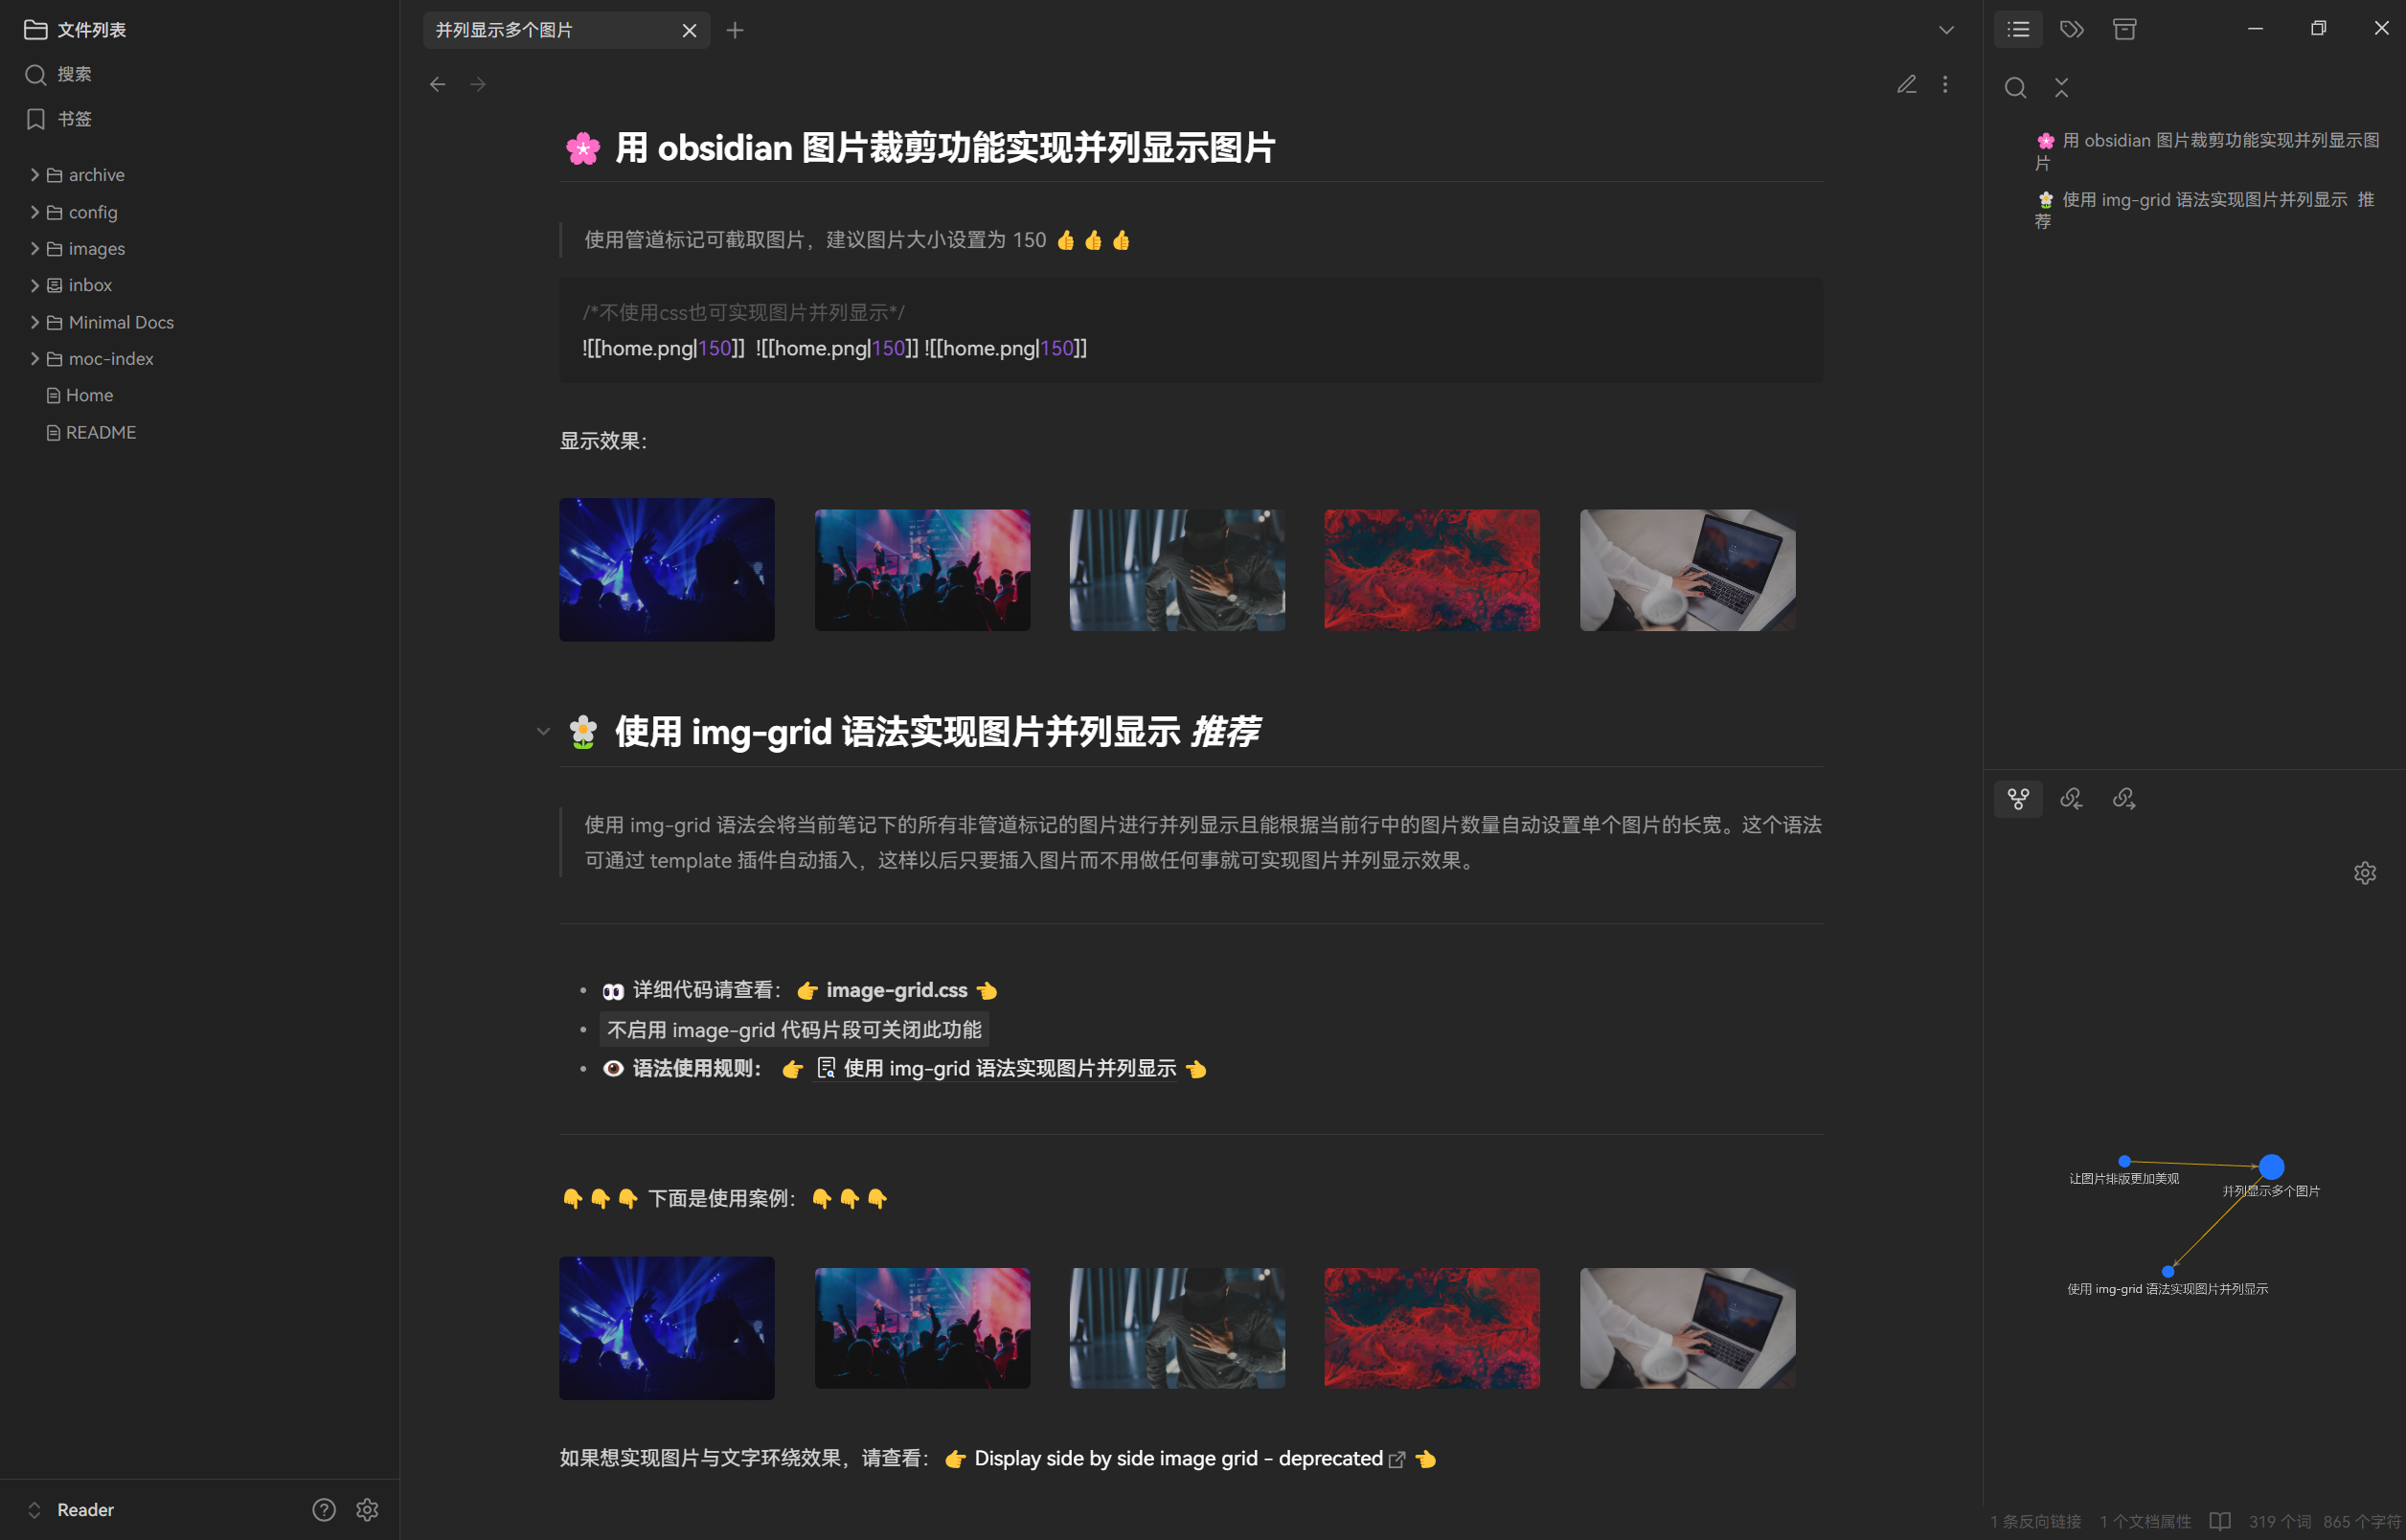 文件列表
搜索
书签
archive
config
images
inbox
Minimal Docs
moc-index
Home
README
Reader
并列显示多个图片
🌸 用 obsidian 图片裁剪功能实现并列显示图片
使用管道标记可截取图片，建议图片大小设置为 150 👍 👍 👍
/*不使用css也可实现图片并列显示*/
![[home.png|150]] ![[home.png|150]] ![[home.png|150]]
显示效果：
🌼 使用 img-grid 语法实现图片并列显示 推荐
使用 img-grid 语法会将当前笔记下的所有非管道标记的图片进行并列显示且能根据当前行中的图片数量自动设置单个图片的长宽。这个语法
可通过 template 插件自动插入，这样以后只要插入图片而不用做任何事就可实现图片并列显示效果。
👀 详细代码请查看： 👉 image-grid.css 👈
不启用 image-grid 代码片段可关闭此功能
👁️ 语法使用规则： 👉 使用 img-grid 语法实现图片并列显示 👈
👇 👇 👇 下面是使用案例： 👇 👇 👇
如果想实现图片与文字环绕效果，请查看： 👉 Display side by side image grid - deprecated 👈
🌸 用 obsidian 图片裁剪功能实现并列显示图
片
🌼 使用 img-grid 语法实现图片并列显示 推
荐
让图片排版更加美观
并列显示多个图片
使用 img-grid 语法实现图片并列显示
1 条反向链接 1 个文档属性 319 个词 865 个字符